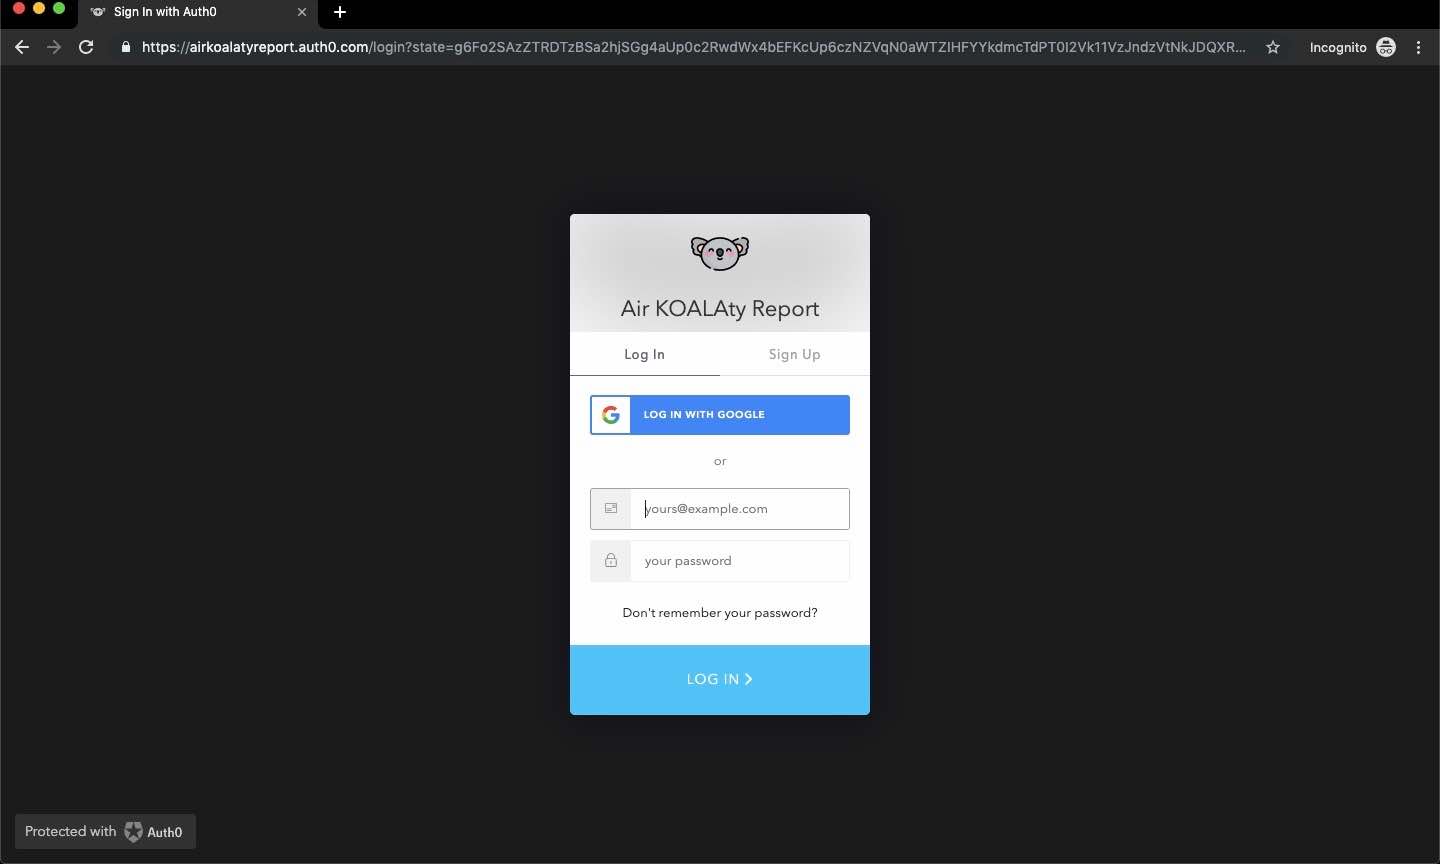 Sign In with Auth0
https://airkoalatyreport.auth0.com/login?state=g6Fo2SAzZTRDTzBSa2hjSGg4aUp0c2RwdWx4bEFKcUp6czNZVqN0aWTZIHFYYkdmcTdPT0I2Vk11VzJndzVtNkJDQXR...
Incognito
Air KOALAty Report
Log In
Sign Up
LOG IN WITH GOOGLE
or
yours@example.com
your password
Don't remember your password?
LOG IN
Protected with Auth0